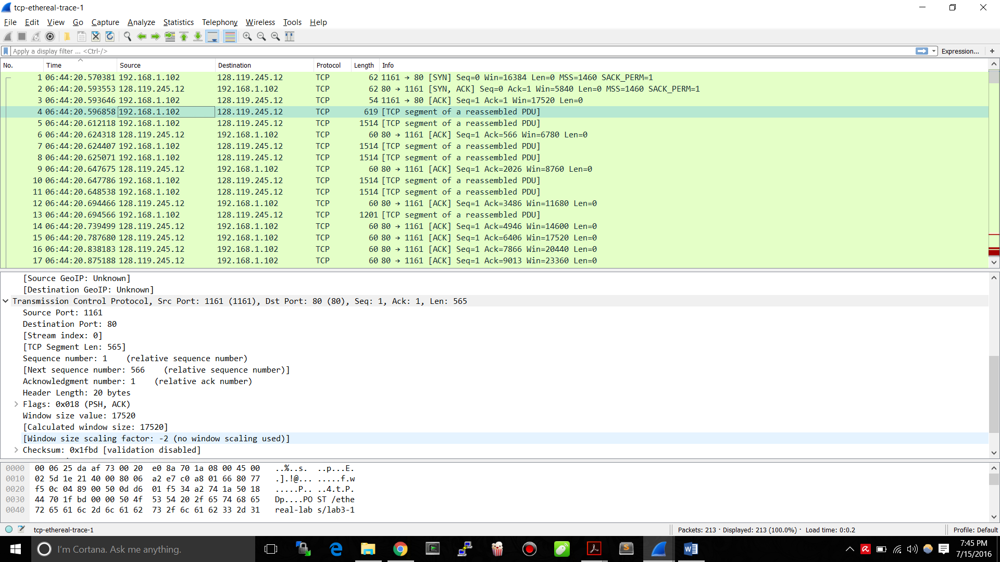 tcp-ethereal-trace-1
File Edit View Go Capture Analyze Statistics Telephony Wireless Tools Help
Apply a display filter ... <Ctrl-/> Expression... +
No. Time Source Destination Protocol Length Info
1 06:44:20.570381 192.168.1.102 128.119.245.12 TCP 62 1161 → 80 [SYN] Seq=0 Win=16384 Len=0 MSS=1460 SACK_PERM=1
2 06:44:20.593553 128.119.245.12 192.168.1.102 TCP 62 80 → 1161 [SYN, ACK] Seq=0 Ack=1 Win=5840 Len=0 MSS=1460 SACK_PERM=1
3 06:44:20.593646 192.168.1.102 128.119.245.12 TCP 54 1161 → 80 [ACK] Seq=1 Ack=1 Win=17520 Len=0
4 06:44:20.596858 192.168.1.102 128.119.245.12 TCP 619 [TCP segment of a reassembled PDU]
5 06:44:20.612118 192.168.1.102 128.119.245.12 TCP 1514 [TCP segment of a reassembled PDU]
6 06:44:20.624318 128.119.245.12 192.168.1.102 TCP 60 80 → 1161 [ACK] Seq=1 Ack=566 Win=6780 Len=0
7 06:44:20.624407 192.168.1.102 128.119.245.12 TCP 1514 [TCP segment of a reassembled PDU]
8 06:44:20.625071 192.168.1.102 128.119.245.12 TCP 1514 [TCP segment of a reassembled PDU]
9 06:44:20.647675 128.119.245.12 192.168.1.102 TCP 60 80 → 1161 [ACK] Seq=1 Ack=2026 Win=8760 Len=0
10 06:44:20.647786 192.168.1.102 128.119.245.12 TCP 1514 [TCP segment of a reassembled PDU]
11 06:44:20.648538 192.168.1.102 128.119.245.12 TCP 1514 [TCP segment of a reassembled PDU]
12 06:44:20.694466 128.119.245.12 192.168.1.102 TCP 60 80 → 1161 [ACK] Seq=1 Ack=3486 Win=11680 Len=0
13 06:44:20.694566 192.168.1.102 128.119.245.12 TCP 1201 [TCP segment of a reassembled PDU]
14 06:44:20.739499 128.119.245.12 192.168.1.102 TCP 60 80 → 1161 [ACK] Seq=1 Ack=4946 Win=14600 Len=0
15 06:44:20.787680 128.119.245.12 192.168.1.102 TCP 60 80 → 1161 [ACK] Seq=1 Ack=6406 Win=17520 Len=0
16 06:44:20.838183 128.119.245.12 192.168.1.102 TCP 60 80 → 1161 [ACK] Seq=1 Ack=7866 Win=20440 Len=0
17 06:44:20.875188 128.119.245.12 192.168.1.102 TCP 60 80 → 1161 [ACK] Seq=1 Ack=9013 Win=23360 Len=0
[Source GeoIP: Unknown]
[Destination GeoIP: Unknown]
Transmission Control Protocol, Src Port: 1161 (1161), Dst Port: 80 (80), Seq: 1, Ack: 1, Len: 565
Source Port: 1161
Destination Port: 80
[Stream index: 0]
[TCP Segment Len: 565]
Sequence number: 1 (relative sequence number)
[Next sequence number: 566 (relative sequence number)]
Acknowledgment number: 1 (relative ack number)
Header Length: 20 bytes
Flags: 0x018 (PSH, ACK)
Window size value: 17520
[Calculated window size: 17520]
[Window size scaling factor: -2 (no window scaling used)]
Checksum: 0x1fbd [validation disabled]
0000 00 06 25 da af 73 00 20 e0 8a 70 1a 08 00 45 00 ..%..s. ..p...E.
0010 02 5d 1e 21 40 00 80 06 a2 e7 c0 a8 01 66 80 77 .].!@... .....f.w
0020 f5 0c 04 89 00 50 0d d6 01 f5 34 a2 74 1a 50 18 .....P.. ..4.t.P.
0030 44 70 1f bd 00 00 50 4f 53 54 20 2f 65 74 68 65 Dp....PO ST /ethe
0040 72 65 61 6c 2d 6c 61 62 73 2f 6c 61 62 33 2d 31 real-lab s/lab3-1
tcp-ethereal-trace-1 Packets: 213 · Displayed: 213 (100.0%) · Load time: 0:0.2 Profile: Default
I'm Cortana. Ask me anything.
7:45 PM
7/15/2016